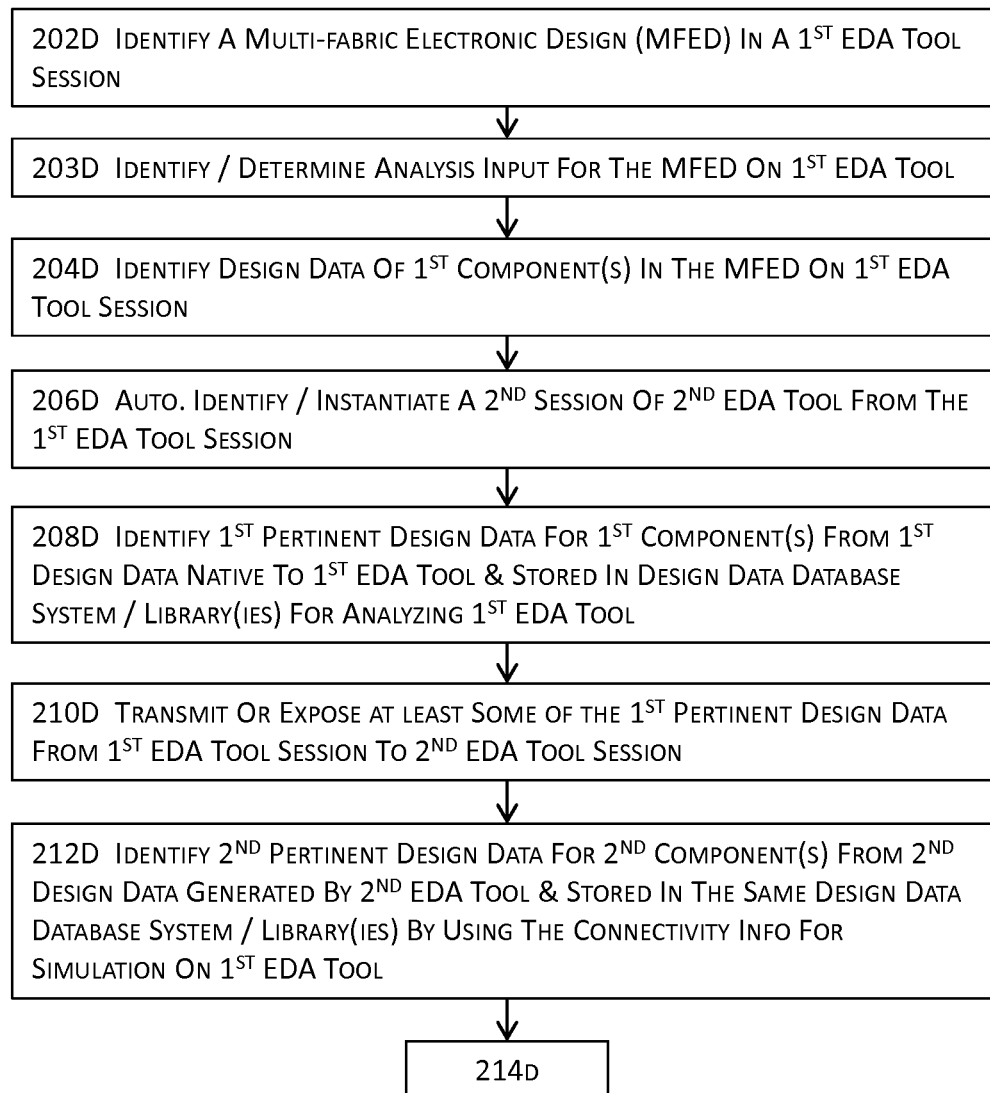 202D Identify A Multi-fabric Electronic Design (MFED) In A 1ST EDA Tool
Session
203D Identify / Determine Analysis Input For The MFED On 1ST EDA Tool
204D Identify Design Data Of 1ST Component(s) In The MFED On 1ST EDA
Tool Session
206D Auto. Identify / Instantiate A 2ND Session Of 2ND EDA Tool From The
1ST EDA Tool Session
208D Identify 1ST Pertinent Design Data For 1ST Component(s) From 1ST
Design Data Native To 1ST EDA Tool & Stored In Design Data Database
System / Library(ies) For Analyzing 1ST EDA Tool
210D Transmit Or Expose at least Some of the 1ST Pertinent Design Data
From 1ST EDA Tool Session To 2ND EDA Tool Session
212D Identify 2ND Pertinent Design Data For 2ND Component(s) From 2ND
Design Data Generated By 2ND EDA Tool & Stored In The Same Design Data
Database System / Library(ies) By Using The Connectivity Info For
Simulation On 1ST EDA Tool
214D